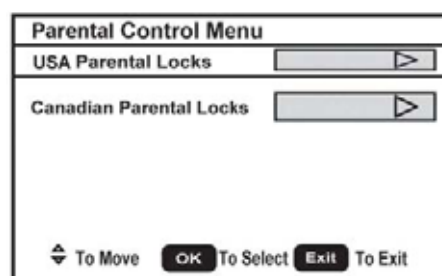 Parental Control Menu
USA Parental Locks
Canadian Parental Locks
To Move OK To Select Exit To Exit